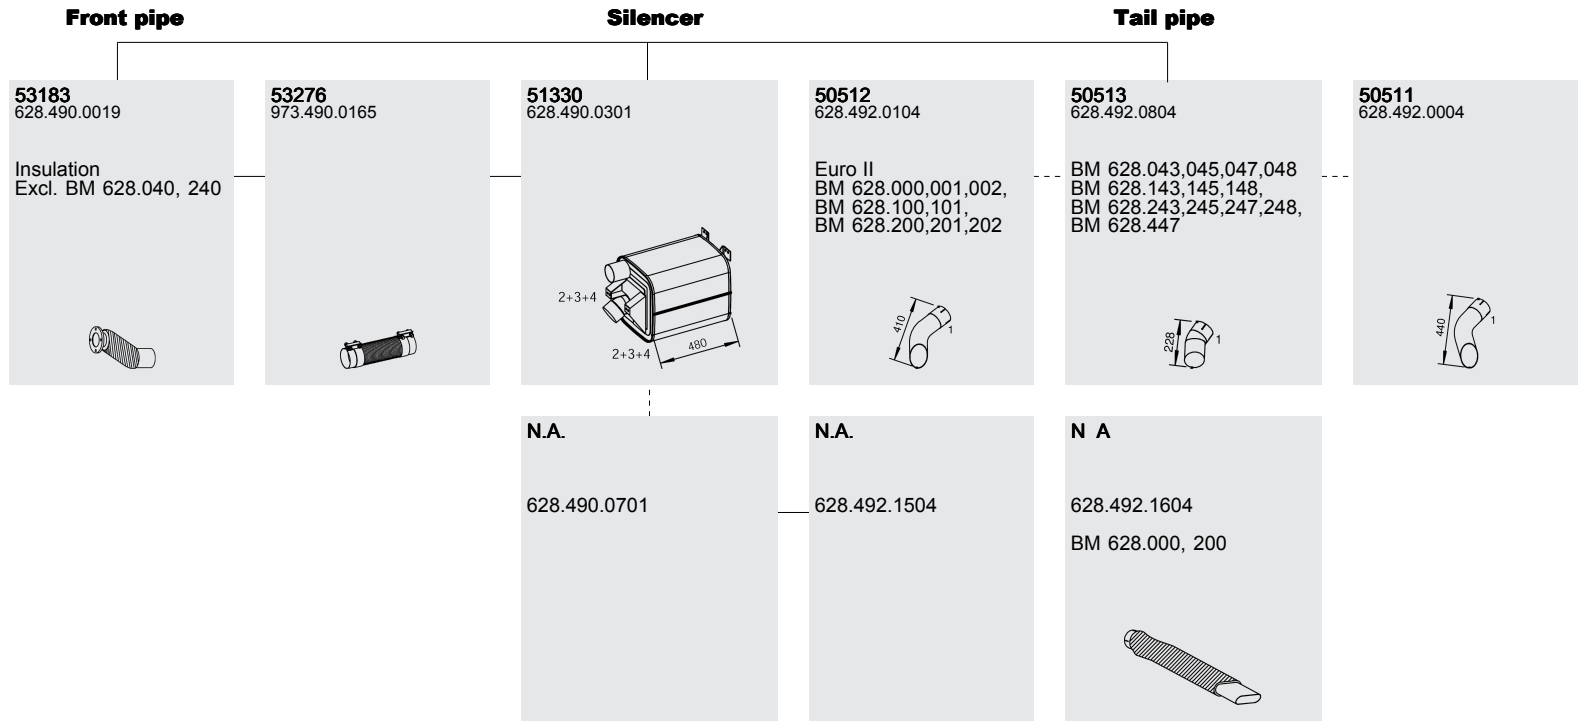 Front pipe
Silencer
Tail pipe
53183
628.490.0019
Insulation
Excl. BM 628.040, 240
53276
973.490.0165
51330
628.490.0301
2+3+4
2+3+4
480
50512
628.492.0104
Euro II
BM 628.000,001,002,
BM 628.100,101,
BM 628.200,201,202
410
1
50513
628.492.0804
BM 628.043,045,047,048
BM 628.143,145,148,
BM 628.243,245,247,248,
BM 628.447
228
1
50511
628.492.0004
440
1
N.A.
628.490.0701
N.A.
628.492.1504
N A
628.492.1604
BM 628.000, 200